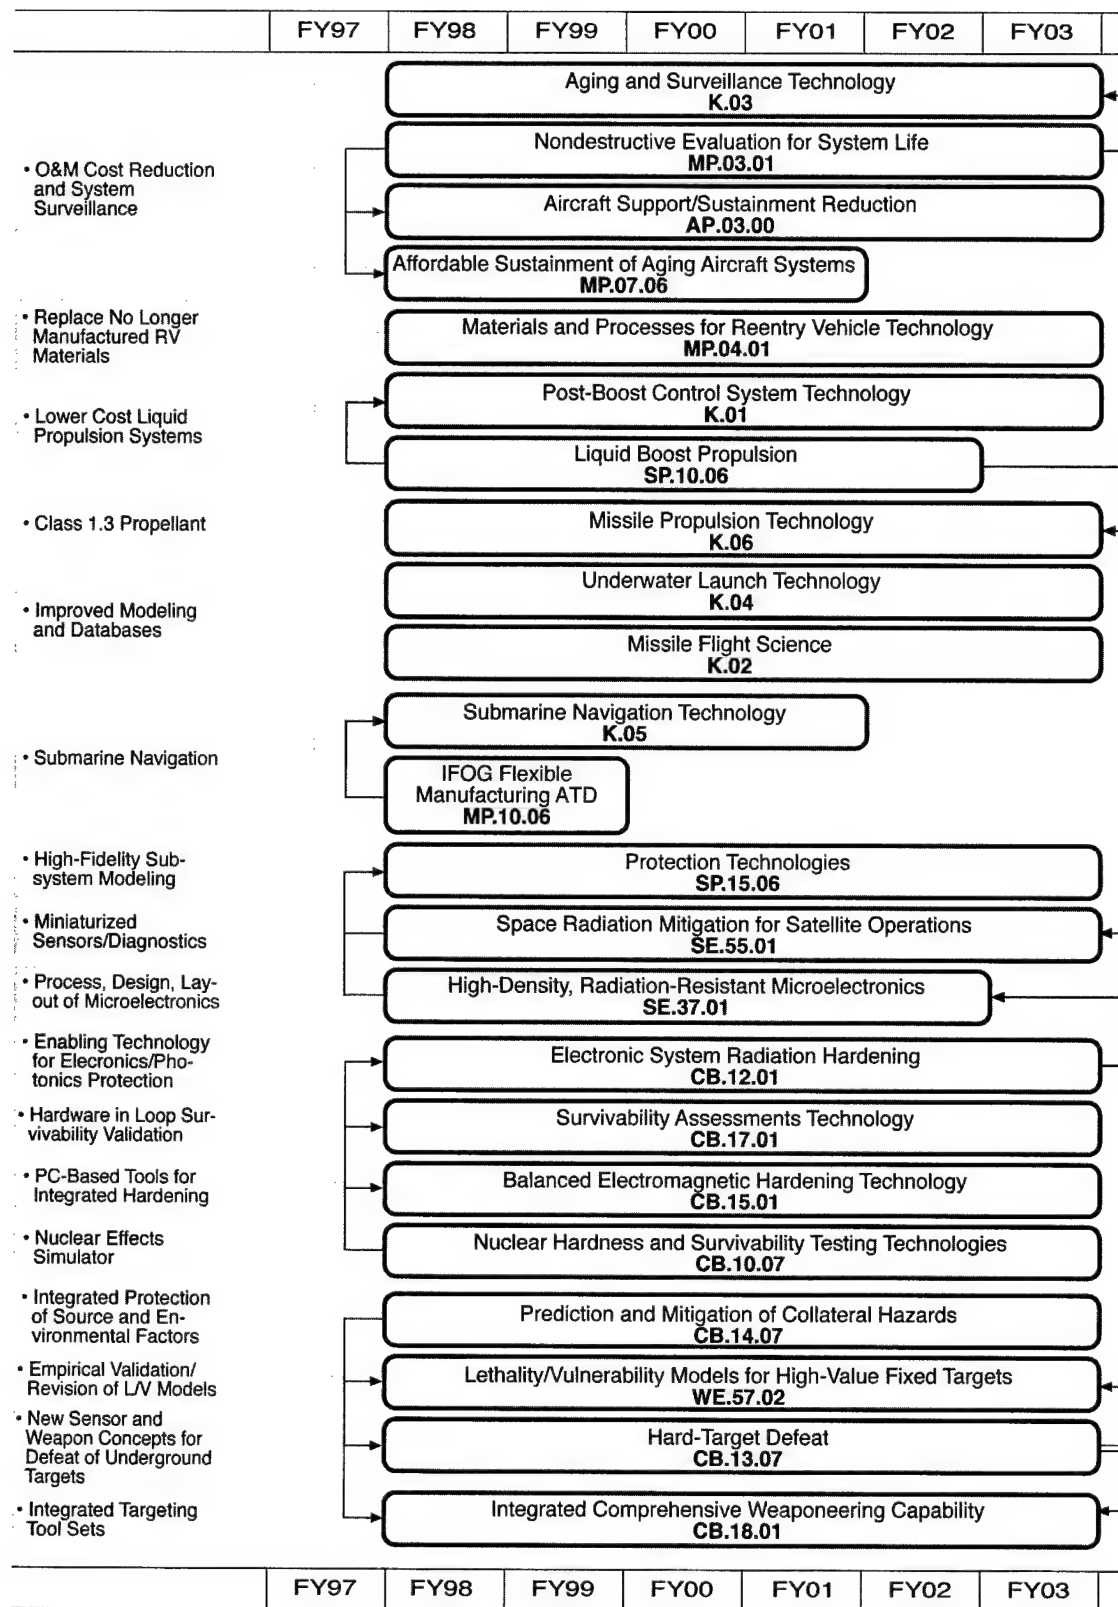 FY97 FY98 FY99 FY00 FY01 FY02 FY03
Aging and Surveillance Technology
K.03
• O&M Cost Reduction
and System
Surveillance
Nondestructive Evaluation for System Life
MP.03.01
Aircraft Support/Sustainment Reduction
AP.03.00
Affordable Sustainment of Aging Aircraft Systems
MP.07.06
• Replace No Longer
Manufactured RV
Materials
Materials and Processes for Reentry Vehicle Technology
MP.04.01
• Lower Cost Liquid
Propulsion Systems
Post-Boost Control System Technology
K.01
Liquid Boost Propulsion
SP.10.06
• Class 1.3 Propellant
Missile Propulsion Technology
K.06
• Improved Modeling
and Databases
Underwater Launch Technology
K.04
Missile Flight Science
K.02
• Submarine Navigation
Submarine Navigation Technology
K.05
IFOG Flexible
Manufacturing ATD
MP.10.06
• High-Fidelity Sub-
system Modeling
Protection Technologies
SP.15.06
• Miniaturized
Sensors/Diagnostics
Space Radiation Mitigation for Satellite Operations
SE.55.01
• Process, Design, Lay-
out of Microelectronics
High-Density, Radiation-Resistant Microelectronics
SE.37.01
• Enabling Technology
for Elecronics/Pho-
tonics Protection
Electronic System Radiation Hardening
CB.12.01
• Hardware in Loop Sur-
vivability Validation
Survivability Assessments Technology
CB.17.01
• PC-Based Tools for
Integrated Hardening
Balanced Electromagnetic Hardening Technology
CB.15.01
• Nuclear Effects
Simulator
Nuclear Hardness and Survivability Testing Technologies
CB.10.07
• Integrated Protection
of Source and En-
vironmental Factors
Prediction and Mitigation of Collateral Hazards
CB.14.07
• Empirical Validation/
Revision of L/V Models
Lethality/Vulnerability Models for High-Value Fixed Targets
WE.57.02
• New Sensor and
Weapon Concepts for
Defeat of Underground
Targets
Hard-Target Defeat
CB.13.07
• Integrated Targeting
Tool Sets
Integrated Comprehensive Weaponeering Capability
CB.18.01
FY97 FY98 FY99 FY00 FY01 FY02 FY03